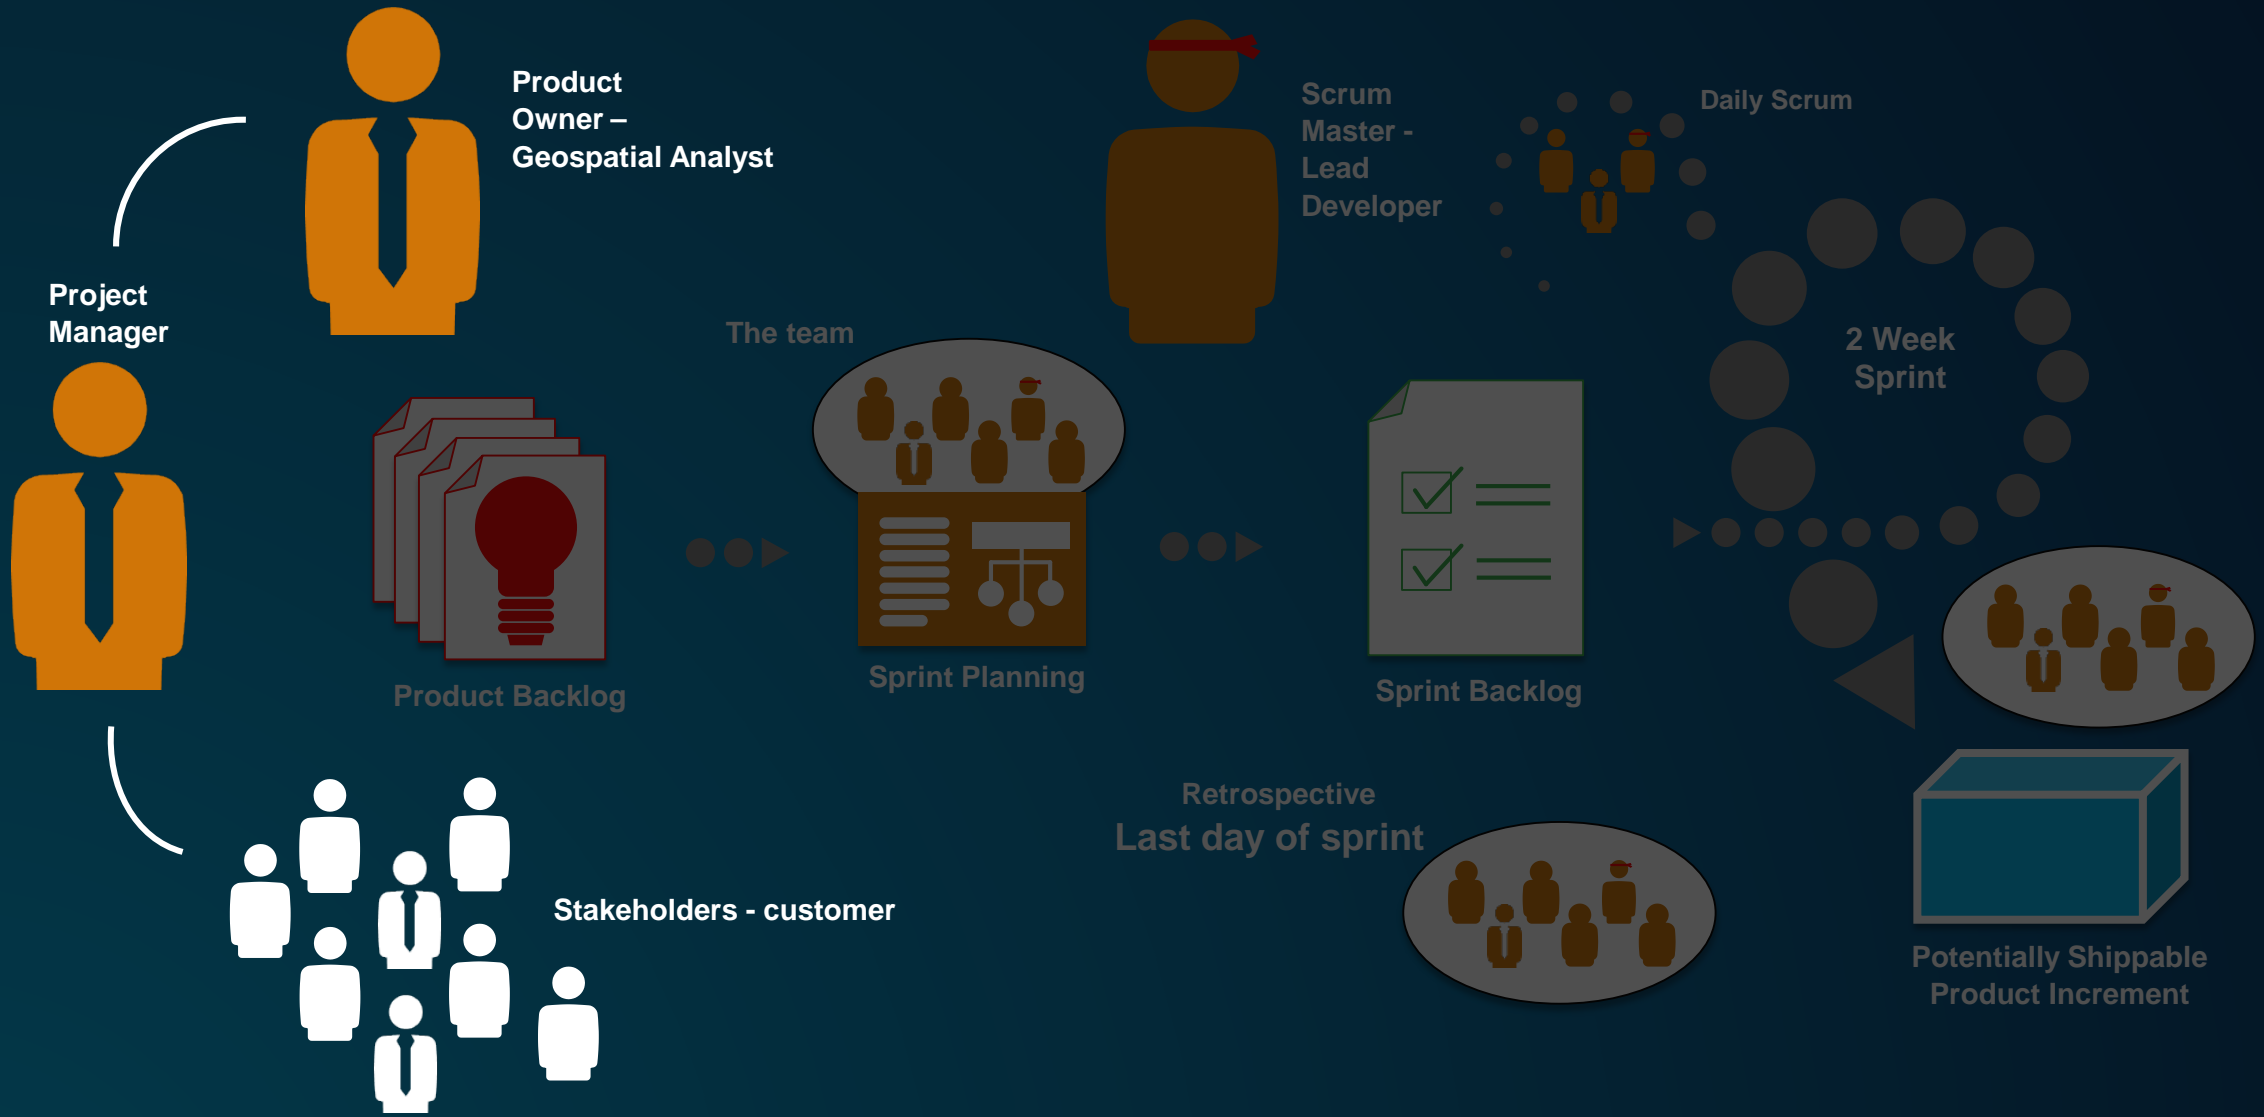 Product
Owner –
Geospatial Analyst
Scrum
Master -
Lead
Developer
Daily Scrum
Project
Manager
The team
2 Week
Sprint
Product Backlog
Sprint Planning
Sprint Backlog
Retrospective
Last day of sprint
Stakeholders - customer
Potentially Shippable
Product Increment